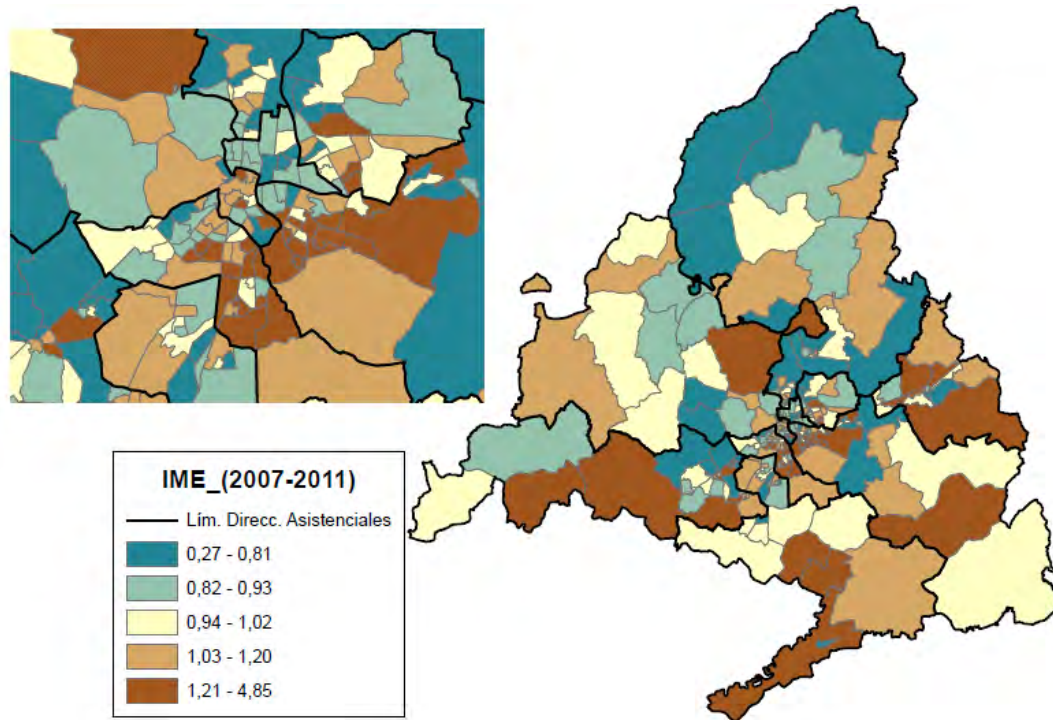 IME_(2007-2011)
Lím. Direcc. Asistenciales
0,27 - 0,81
0,82 - 0,93
0,94 - 1,02
1,03 - 1,20
1,21 - 4,85